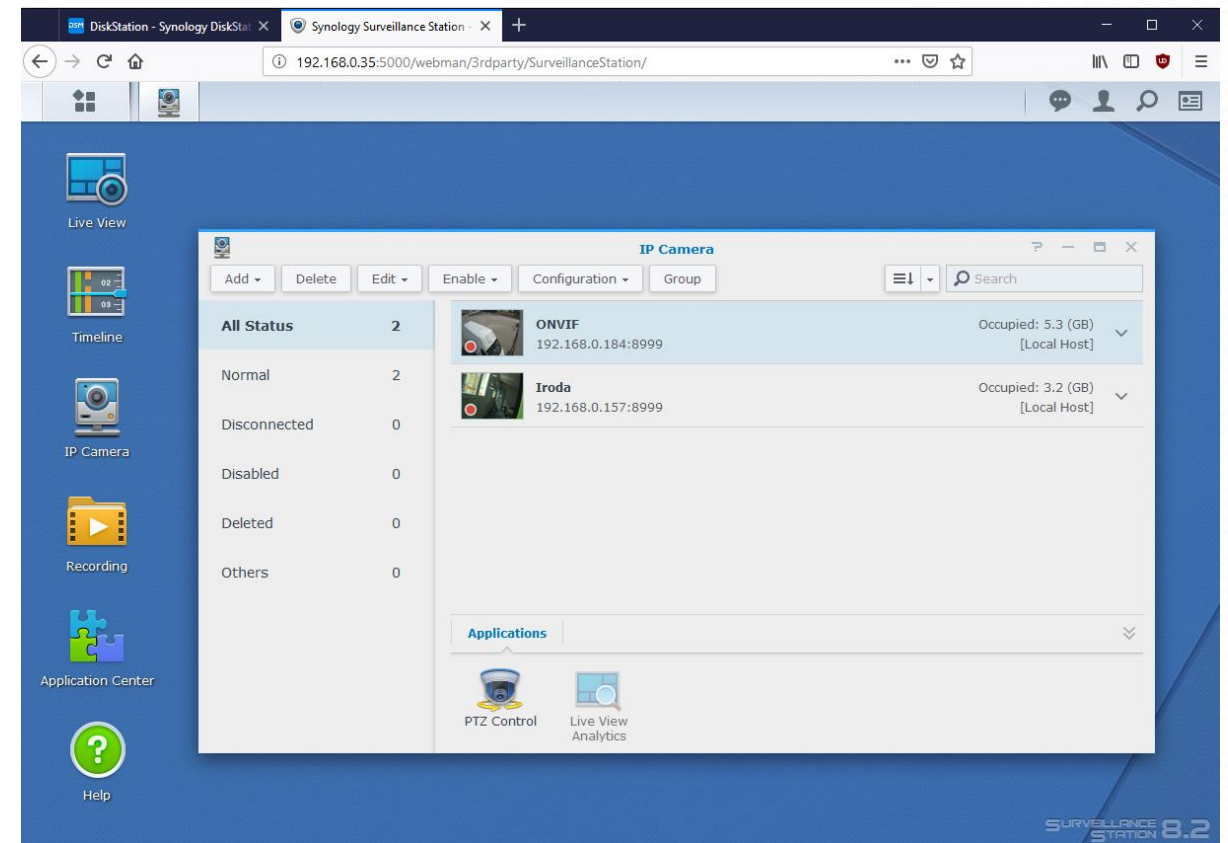 DiskStation - Synology DiskStat
Synology Surveillance Station -
192.168.0.35:5000/webman/3rdparty/SurveillanceStation/
Live View
Timeline
IP Camera
Recording
Application Center
Help
IP Camera
Add
Delete
Edit
Enable
Configuration
Group
Search
All Status 2
Normal 2
Disconnected 0
Disabled 0
Deleted 0
Others 0
ONVIF
192.168.0.184:8999
Occupied: 5.3 (GB)
[Local Host]
Iroda
192.168.0.157:8999
Occupied: 3.2 (GB)
[Local Host]
Applications
PTZ Control
Live View
Analytics
SURVEILLANCE
STATION 8.2